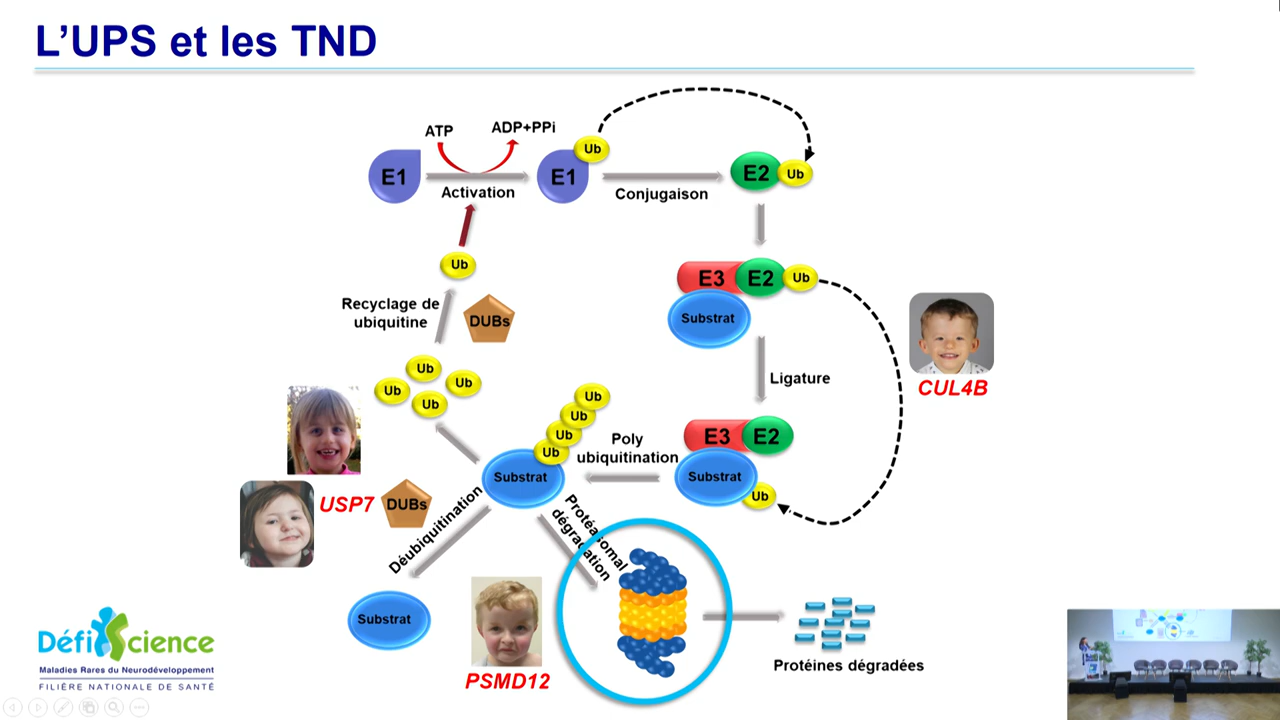 L'UPS et les TND
ATP
ADP+PPi
Ub
E1
E1
E2
Ub
Activation
Conjugaison
Ub
E3
E2
Ub
Substrat
Recyclage de
ubiquitine
DUBs
Ligature
CUL4B
Ub
Ub
Ub
Ub
Ub
Ub
Ub
Ub
Poly
ubiquitination
E3
E2
Substrat
Substrat
Ub
USP7
DUBs
Déubiquitination
Protéasomal
dégradation
Substrat
PSMD12
Protéines dégradées
DéfiScience
Maladies Rares du Neurodéveloppement
FILIÈRE NATIONALE DE SANTÉ